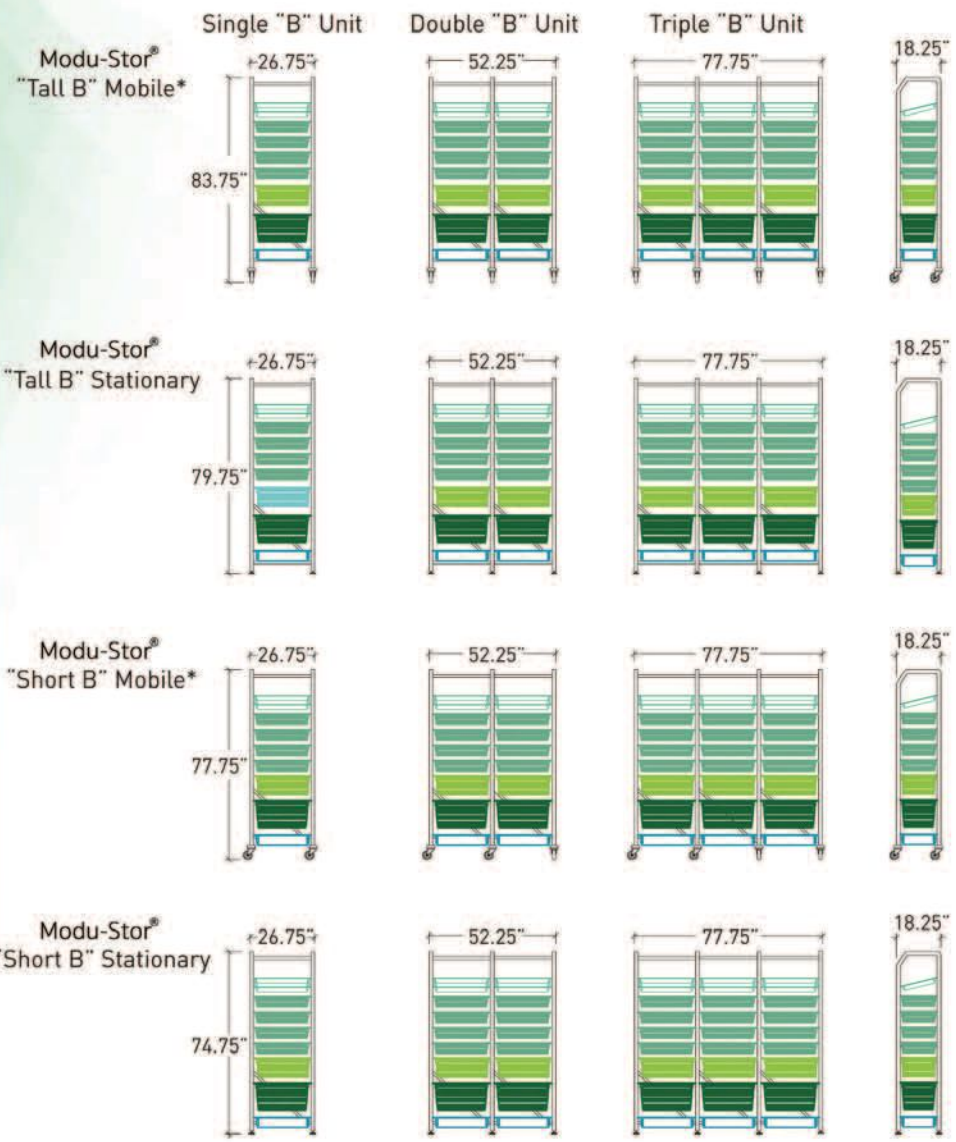 Single "B" Unit
Double "B" Unit
Triple "B" Unit
Modu-Stor®
"Tall B" Mobile*
26.75"
52.25"
77.75"
18.25"
83.75"
Modu-Stor®
"Tall B" Stationary
26.75"
52.25"
77.75"
18.25"
79.75"
Modu-Stor®
"Short B" Mobile*
26.75"
52.25"
77.75"
18.25"
77.75"
Modu-Stor®
"Short B" Stationary
26.75"
52.25"
77.75"
18.25"
74.75"